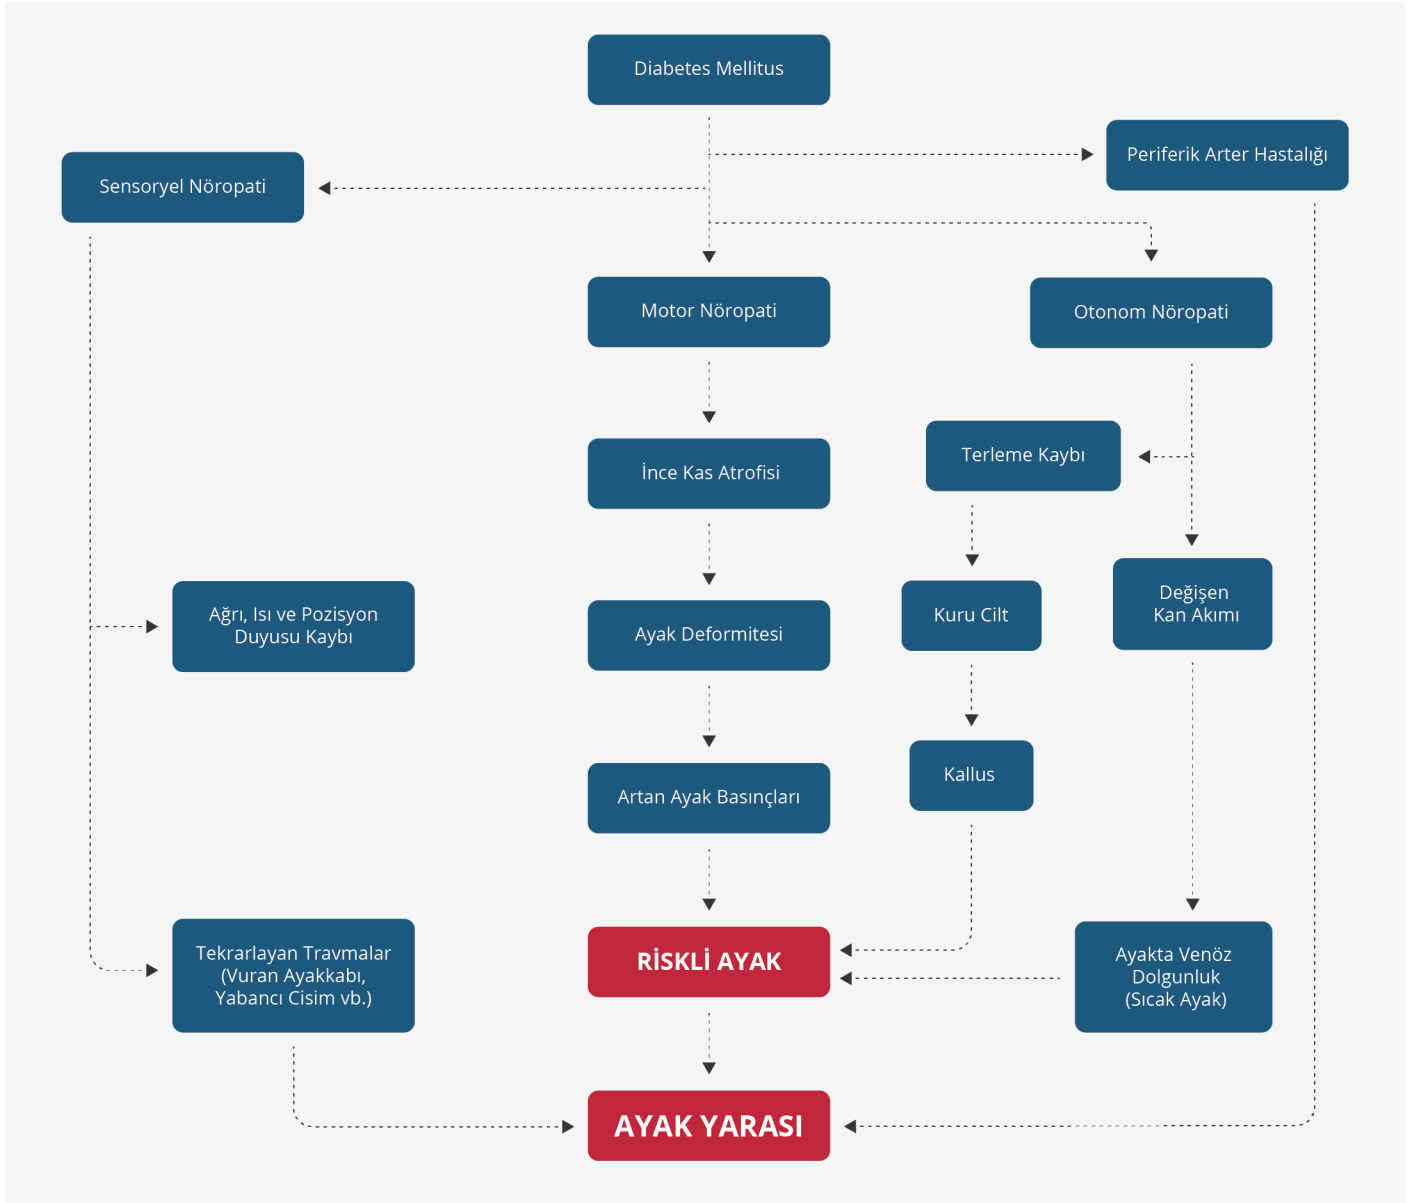 Diabetes Mellitus
Periferik Arter Hastalığı
Sensoryel Nöropati
Motor Nöropati
Otonom Nöropati
Terleme Kaybı
İnce Kas Atrofisi
Değişen
Kan Akımı
Ağrı, Isı ve Pozisyon
Duyusu Kaybı
Kuru Cilt
Ayak Deformitesi
Kallus
Artan Ayak Basınçları
Tekrarlayan Travmalar
(Vuran Ayakkabı,
Yabancı Cisim vb.)
RİSKLİ AYAK
Ayakta Venöz
Dolgunluk
(Sıcak Ayak)
AYAK YARASI